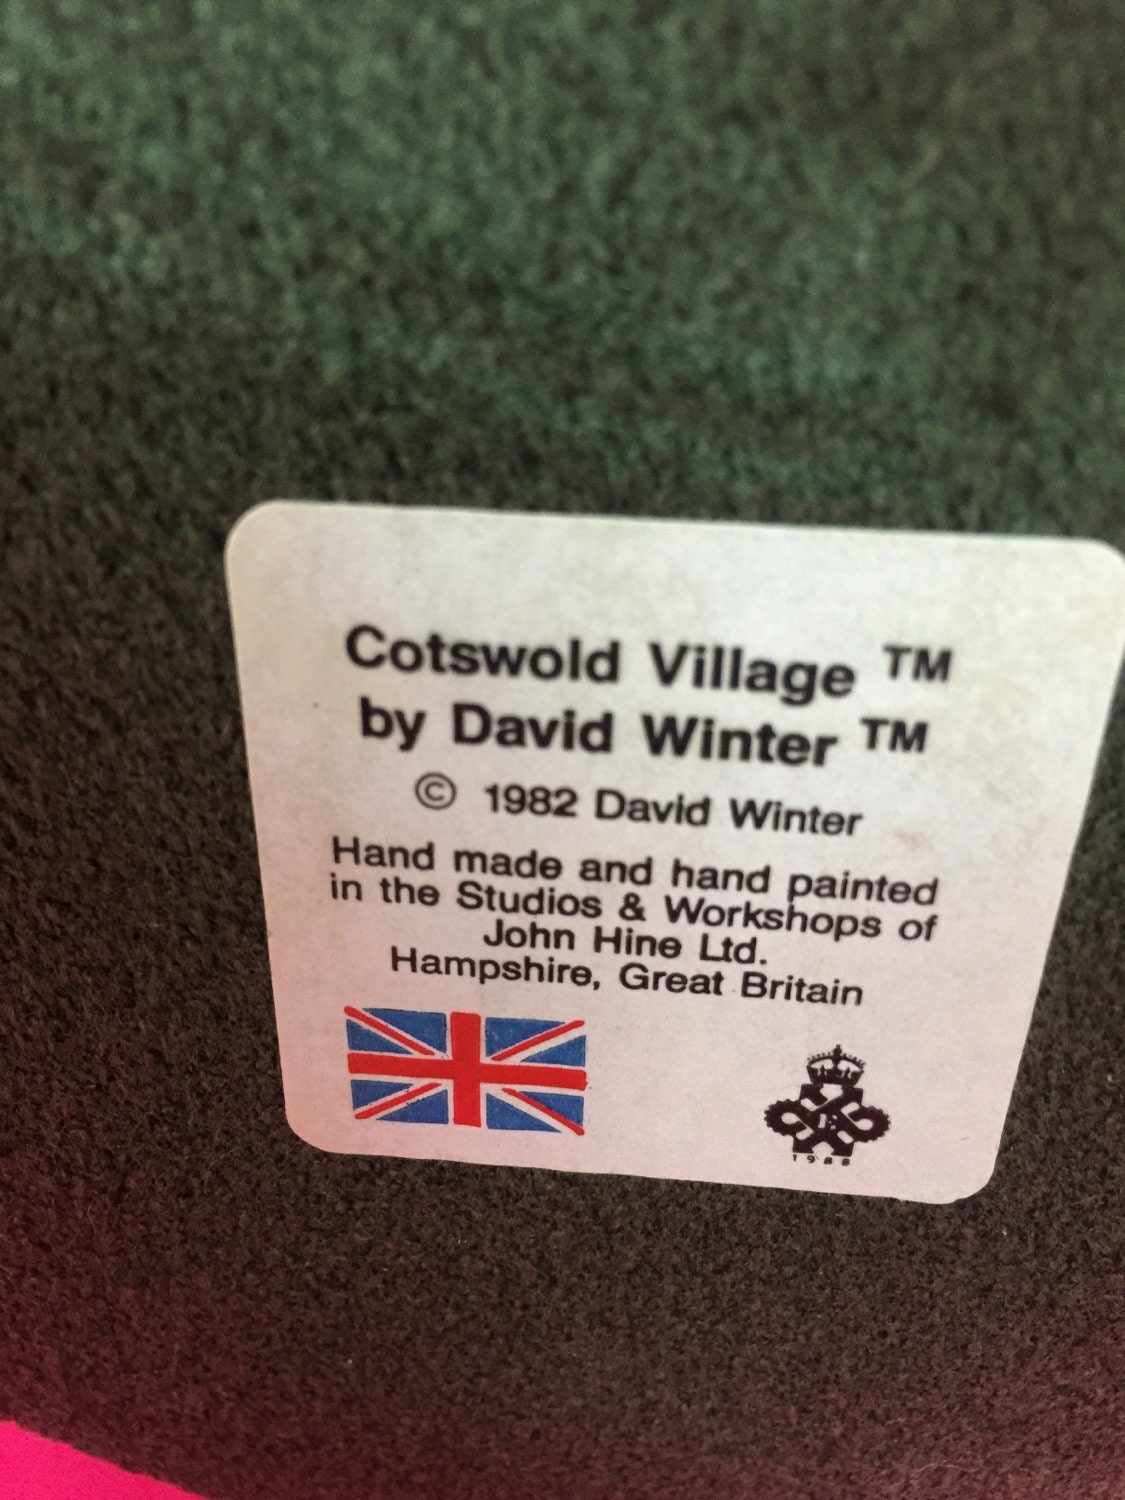 Cotswold Village ™
by David Winter ™
© 1982 David Winter
Hand made and hand painted
in the Studios & Workshops of
John Hine Ltd.
Hampshire, Great Britain
1988